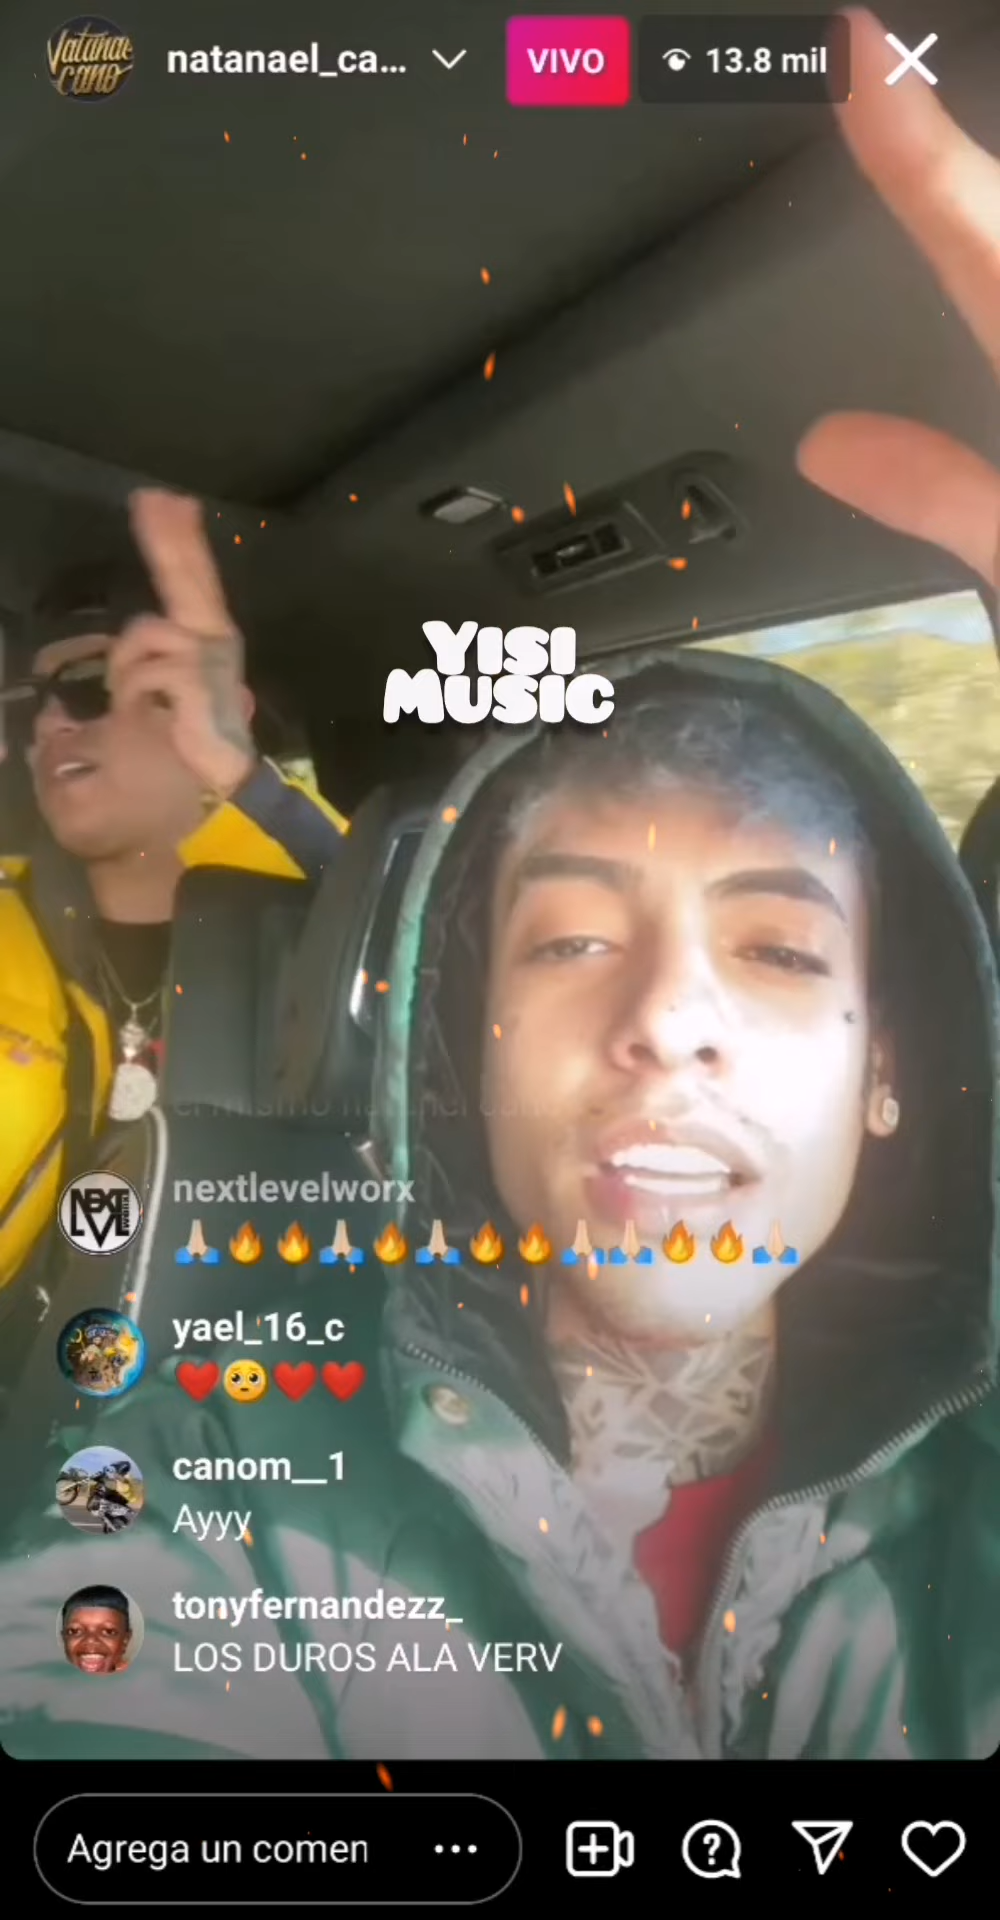 Natanael
Cano
natanael_ca...
VIVO
13.8 mil
YISI
MUSIC
nextlevelworx
🙏🏼🔥🔥🙏🏼🔥🙏🏼🔥🔥🙏🏼🙏🏼🔥🔥🙏🏼
yael_16_c
❤️🥺❤️❤️
canom__1
Ayyy
tonyfernandezz_
LOS DUROS ALA VERV
Agrega un comen